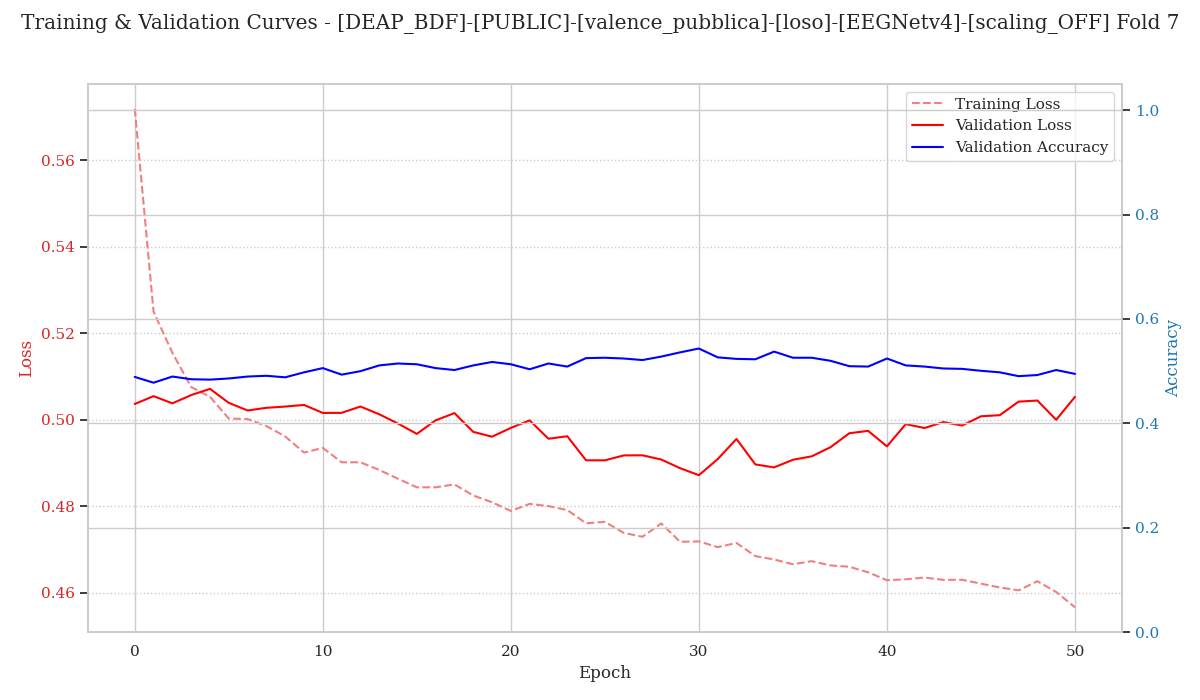 Training & Validation Curves - [DEAP_BDF]-[PUBLIC]-[valence_pubblica]-[loso]-[EEGNetv4]-[scaling_OFF] Fold 7
Training Loss
Validation Loss
Validation Accuracy
Loss
0.56
0.54
0.52
0.50
0.48
0.46
1.0
0.8
0.6
0.4
0.2
0.0
Accuracy
0 10 20 30 40 50
Epoch